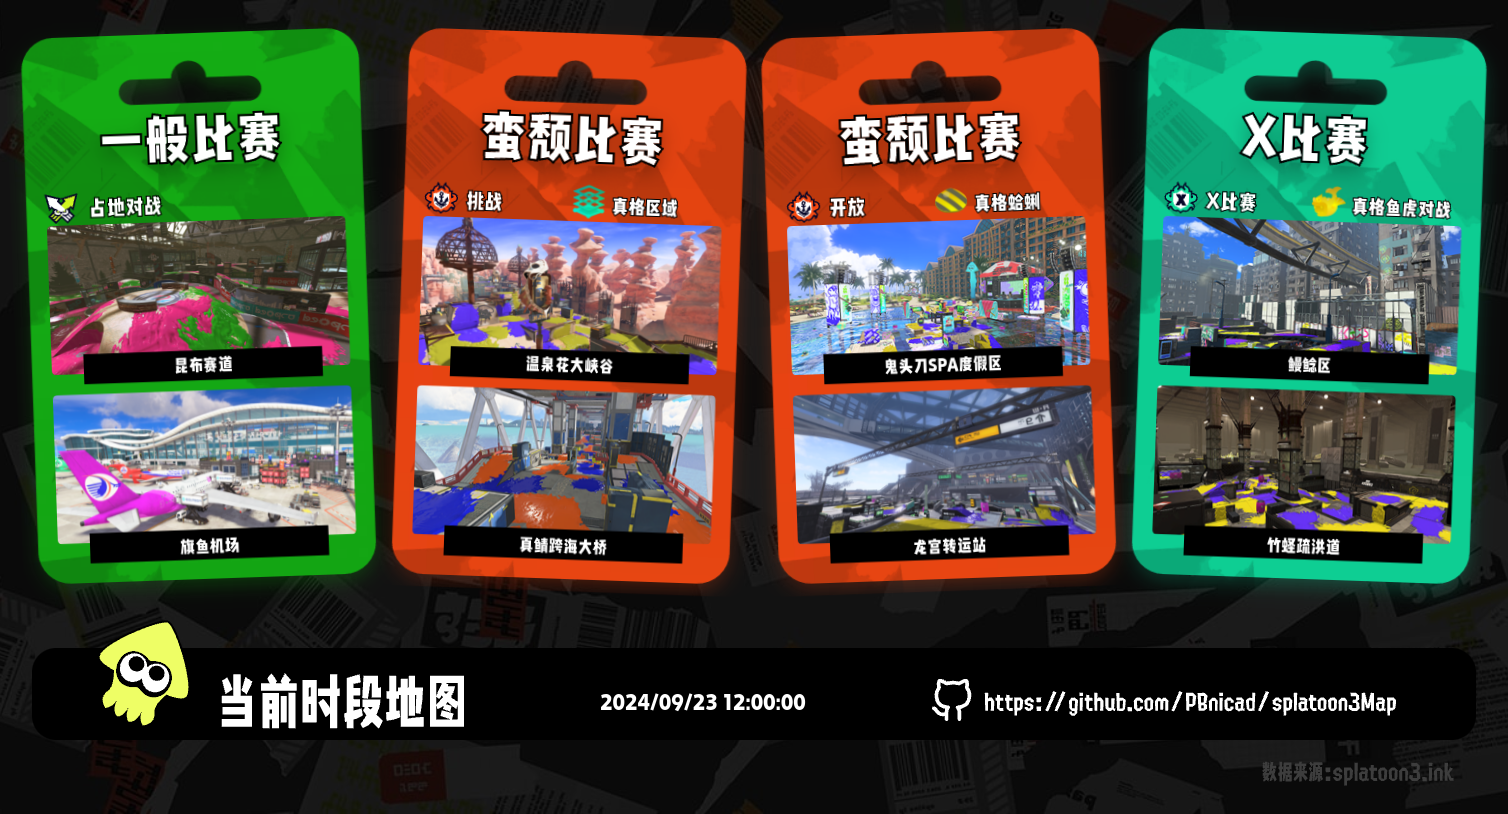 一般比赛
占地对战
昆布赛道
旗鱼机场
蛮颓比赛
挑战
真格区域
温泉花大峡谷
真鲭跨海大桥
蛮颓比赛
开放
真格蛤蜊
鬼头刀SPA度假区
龙宫转运站
X比赛
X比赛
真格鱼虎对战
鳗鲶区
竹蛏疏洪道
当前时段地图
2024/09/23 12:00:00
https://github.com/PBnicad/splatoon3Map
数据来源:splatoon3.ink